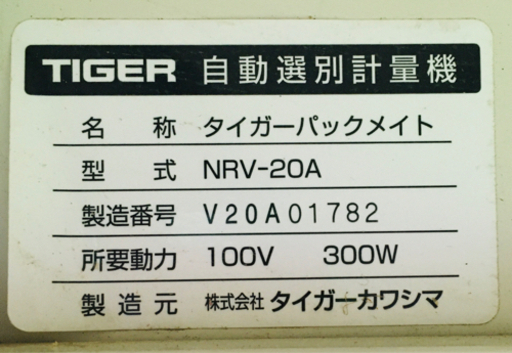 TIGER 自動選別計量機
名称 タイガーパックメイト
型式 NRV-20A
製造番号 V20A01782
所要動力 100V 300W
製造元 株式会社 タイガーカワシマ